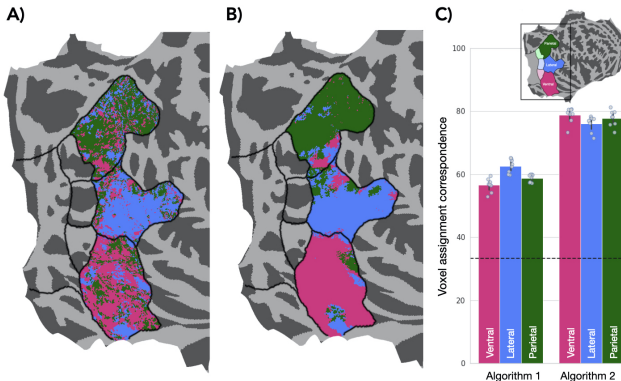 A)
B)
C)
Parietal
Lateral
Ventral
Voxel assignment correspondence
100
80
60
40
20
0
Ventral
Lateral
Parietal
Ventral
Lateral
Parietal
Algorithm 1
Algorithm 2